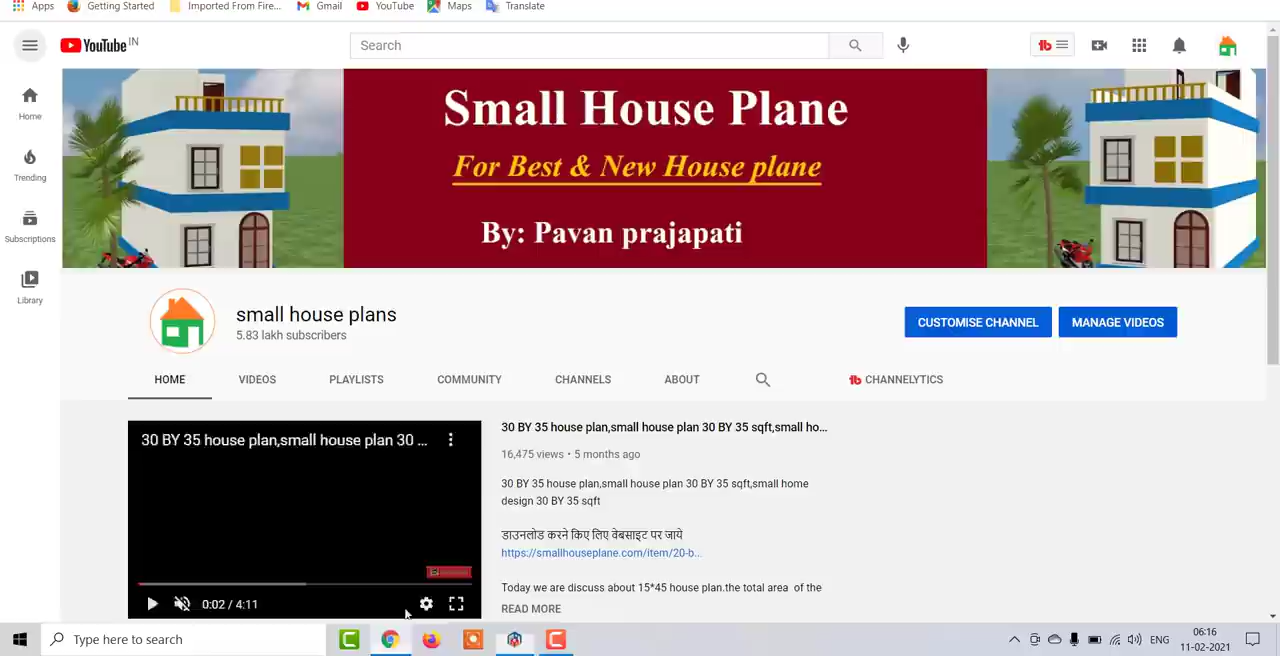 Apps Getting Started Imported From Fire... Gmail YouTube Maps Translate
YouTube IN
Search
Small House Plane
For Best & New House plane
By: Pavan prajapati
Home
Trending
Subscriptions
Library
small house plans
5.83 lakh subscribers
CUSTOMISE CHANNEL
MANAGE VIDEOS
HOME VIDEOS PLAYLISTS COMMUNITY CHANNELS ABOUT CHANNELYTICS
30 BY 35 house plan,small house plan 30 ...
0:02 / 4:11
30 BY 35 house plan,small house plan 30 BY 35 sqft,small ho...
16,475 views • 5 months ago
30 BY 35 house plan,small house plan 30 BY 35 sqft,small home
design 30 BY 35 sqft
डाउनलोड करने किए लिए वेबसाइट पर जाये
https://smallhouseplane.com/item/20-b...
Today we are discuss about 15*45 house plan.the total area of the
READ MORE
Type here to search
ENG
06:16
11-02-2021